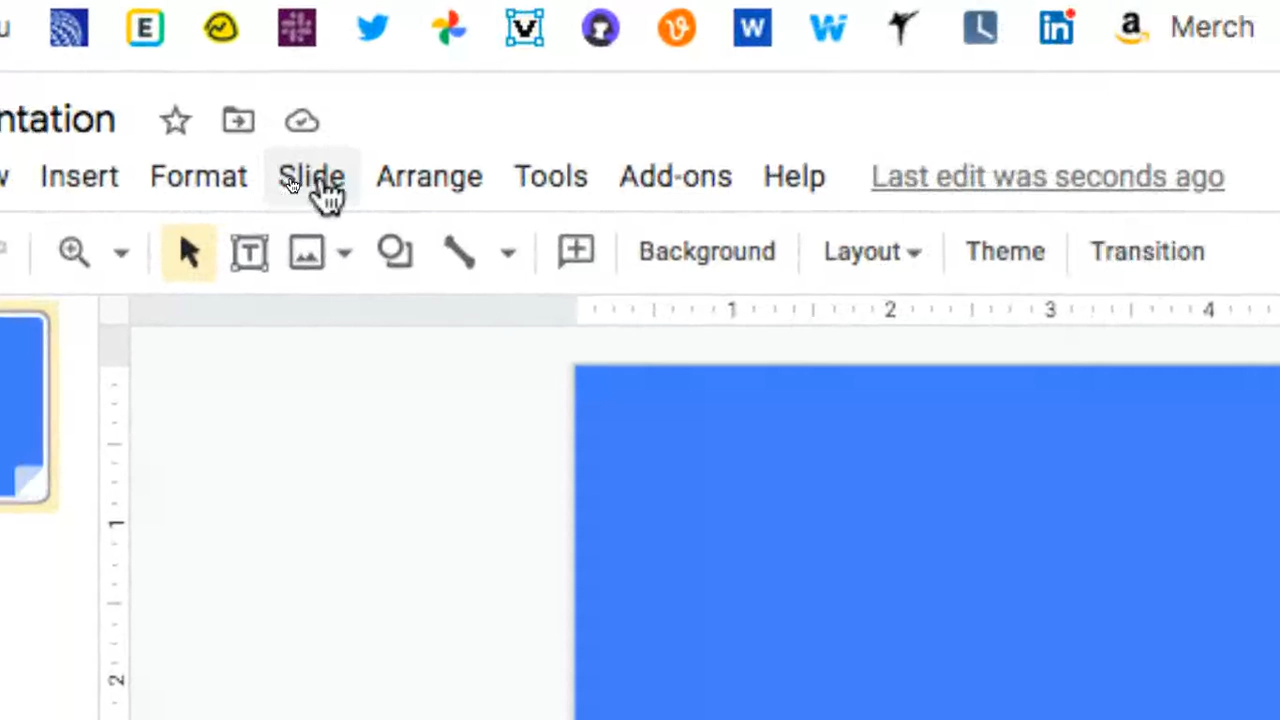 u E W W in a Merch
ntation
w Insert Format Slide Arrange Tools Add-ons Help Last edit was seconds ago
T Background Layout Theme Transition
1 2 3 4
1
2